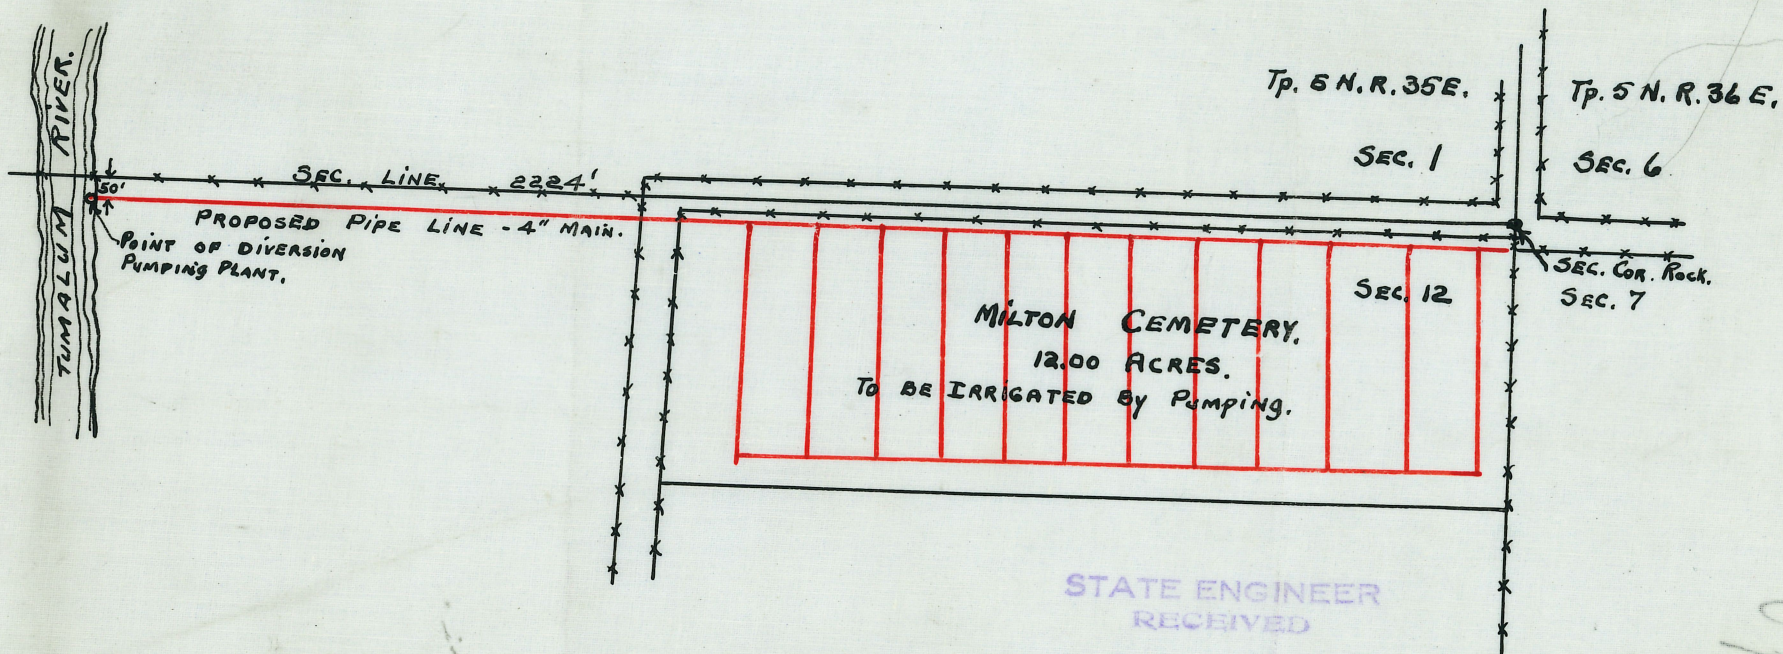 TUMALUM RIVER.
Tp. 5 N. R. 35 E.
Tp. 5 N. R. 36 E.
SEC. 1
SEC. 6
50'
SEC. LINE 2224'
PROPOSED PIPE LINE - 4" MAIN.
POINT OF DIVERSION
PUMPING PLANT.
SEC. COR. ROCK.
SEC. 7
SEC. 12
MILTON CEMETERY.
12.00 ACRES.
TO BE IRRIGATED By PUMPING.
STATE ENGINEER
RECEIVED